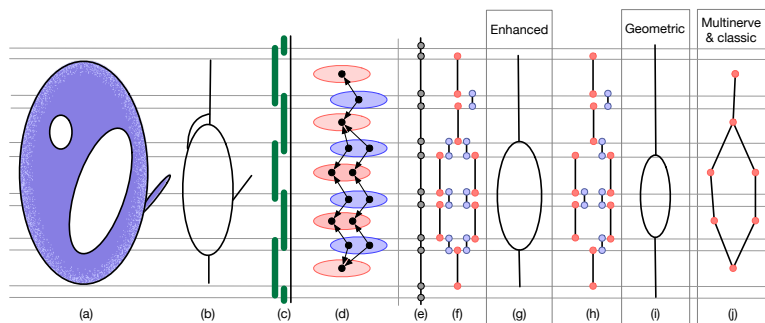 Enhanced
Geometric
Multinerve
& classic
(a)
(b)
(c)
(d)
(e)
(f)
(g)
(h)
(i)
(j)